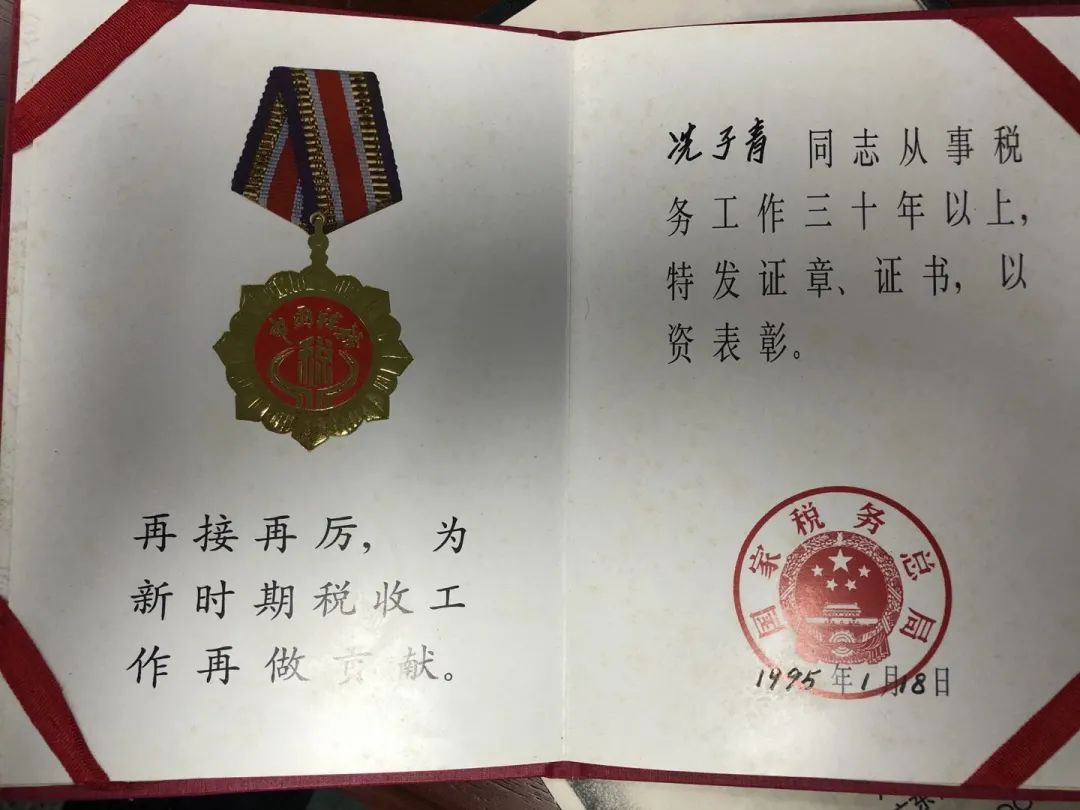 税
再接再厉，为
新时期税收工
作再做贡献。
冼子青 同志从事税
务工作三十年以上，
特发证章、证书，以
资表彰。
国家税务总局
1995年1月18日